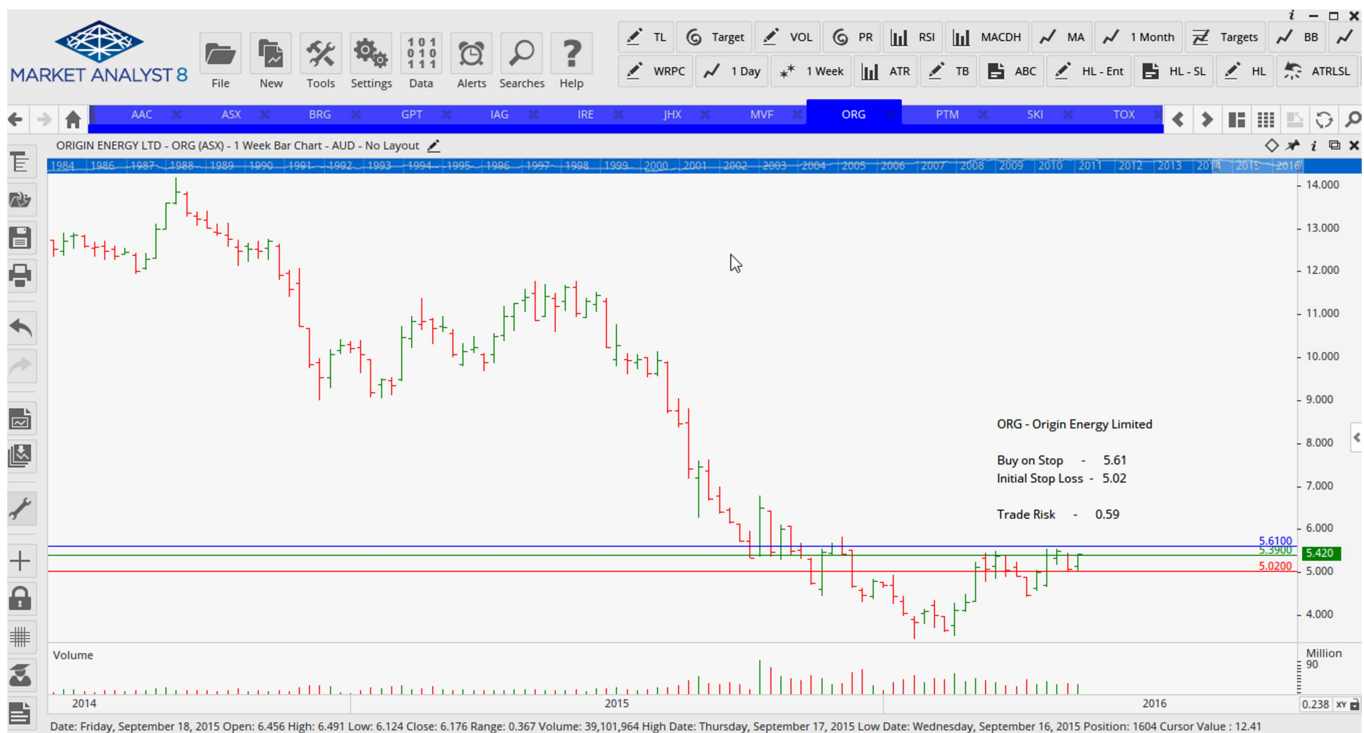 MARKET ANALYST 8
File New Tools Settings Data Alerts Searches Help
101
010
111
TL Target VOL PR RSI MACDH MA 1 Month Targets BB
WRPC 1 Day 1 Week ATR TB ABC HL - Ent HL - SL HL ATRLSL
AAC ASX BRG GPT IAG IRE JHX MVF ORG PTM SKI TOX
ORIGIN ENERGY LTD - ORG (ASX) - 1 Week Bar Chart - AUD - No Layout
1984 1986 1987 1988 1989 1990 1991 1992 1993 1994 1995 1996 1997 1998 1999 2000 2001 2002 2003 2004 2005 2006 2007 2008 2009 2010 2011 2012 2013 2014 2015 2016
14.000
13.000
12.000
11.000
10.000
9.000
8.000
7.000
6.000
5.000
4.000
ORG - Origin Energy Limited
Buy on Stop - 5.61
Initial Stop Loss - 5.02
Trade Risk - 0.59
5.6100
5.3900
5.420
5.0200
Volume
Million
90
2014 2015 2016
0.238 XY
Date: Friday, September 18, 2015 Open: 6.456 High: 6.491 Low: 6.124 Close: 6.176 Range: 0.367 Volume: 39,101,964 High Date: Thursday, September 17, 2015 Low Date: Wednesday, September 16, 2015 Position: 1604 Cursor Value : 12.41